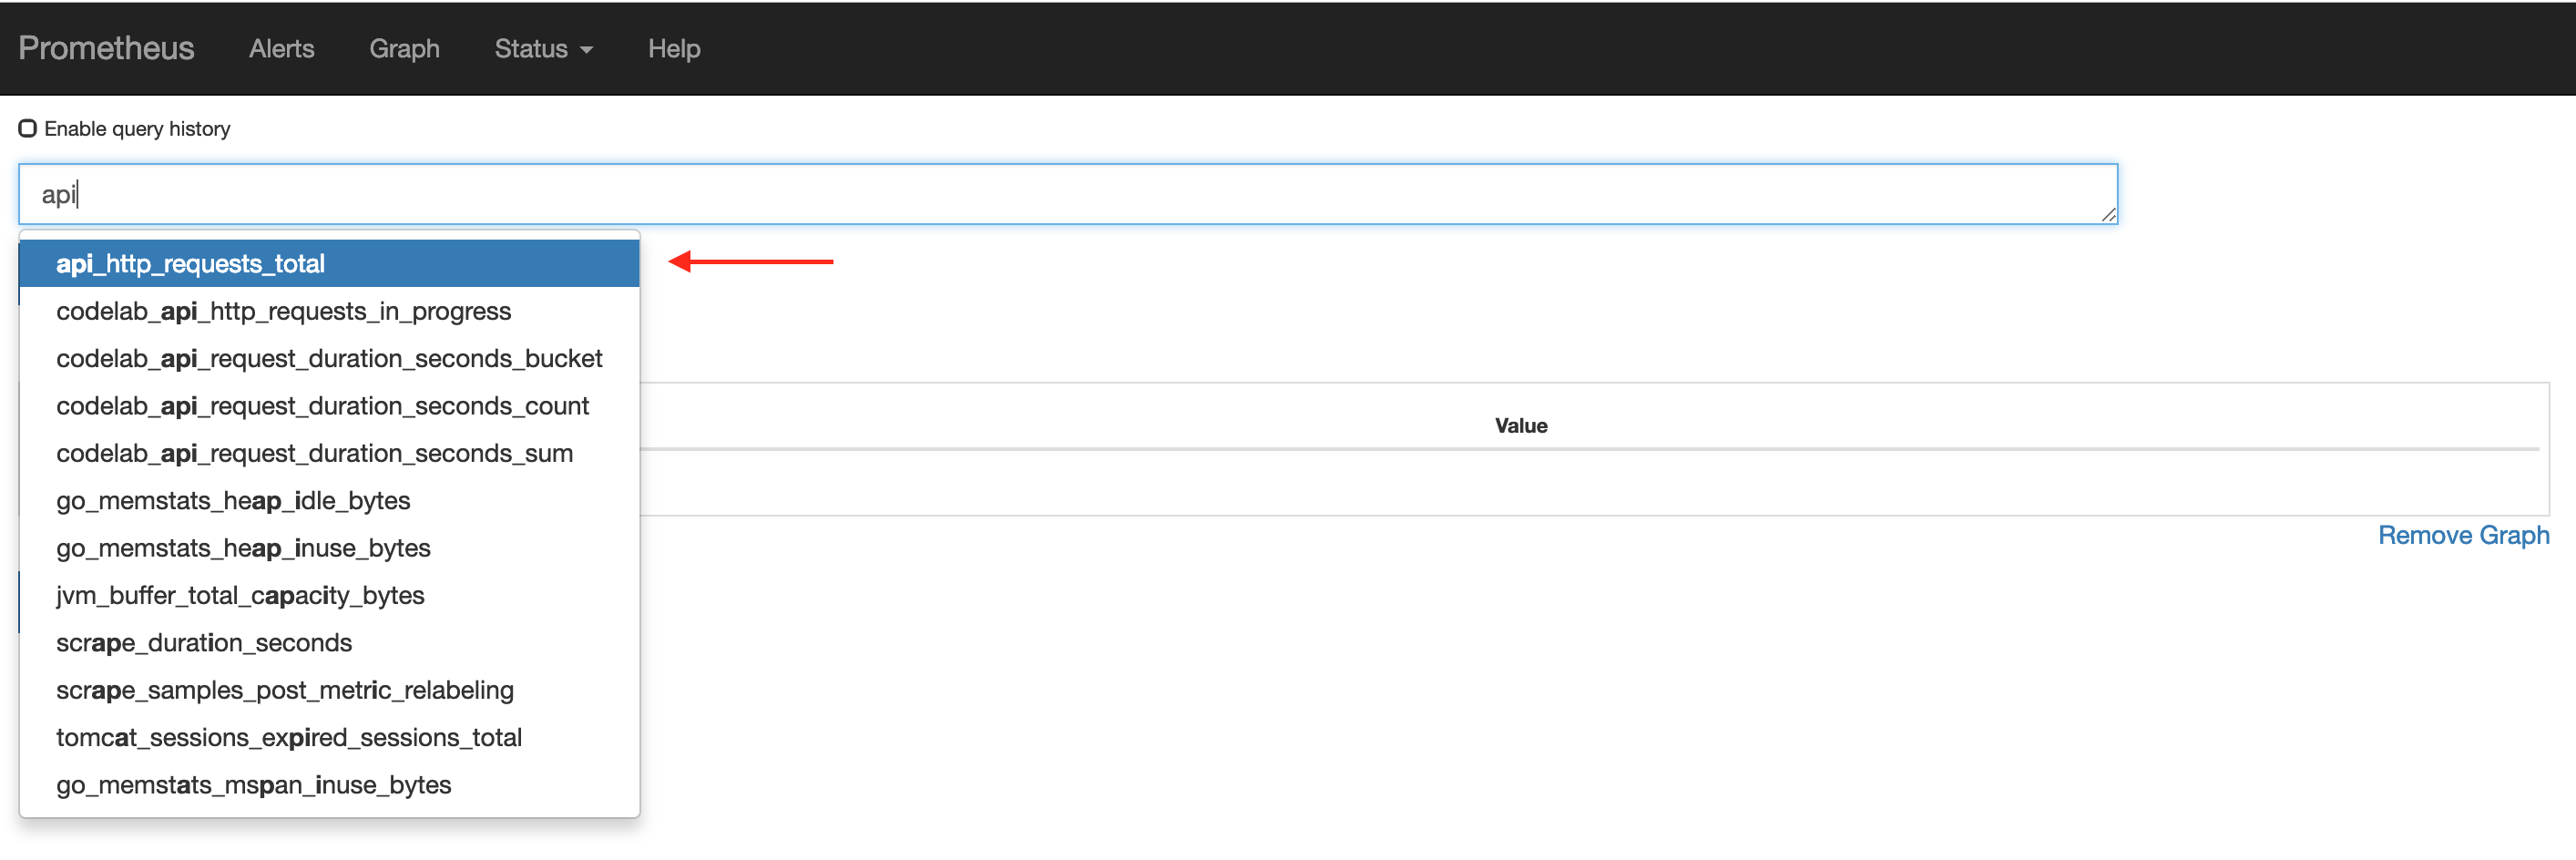 Prometheus Alerts Graph Status Help
Enable query history
api
api_http_requests_total
codelab_api_http_requests_in_progress
codelab_api_request_duration_seconds_bucket
codelab_api_request_duration_seconds_count
Value
codelab_api_request_duration_seconds_sum
go_memstats_heap_idle_bytes
Remove Graph
go_memstats_heap_inuse_bytes
jvm_buffer_total_capacity_bytes
scrape_duration_seconds
scrape_samples_post_metric_relabeling
tomcat_sessions_expired_sessions_total
go_memstats_mspan_inuse_bytes